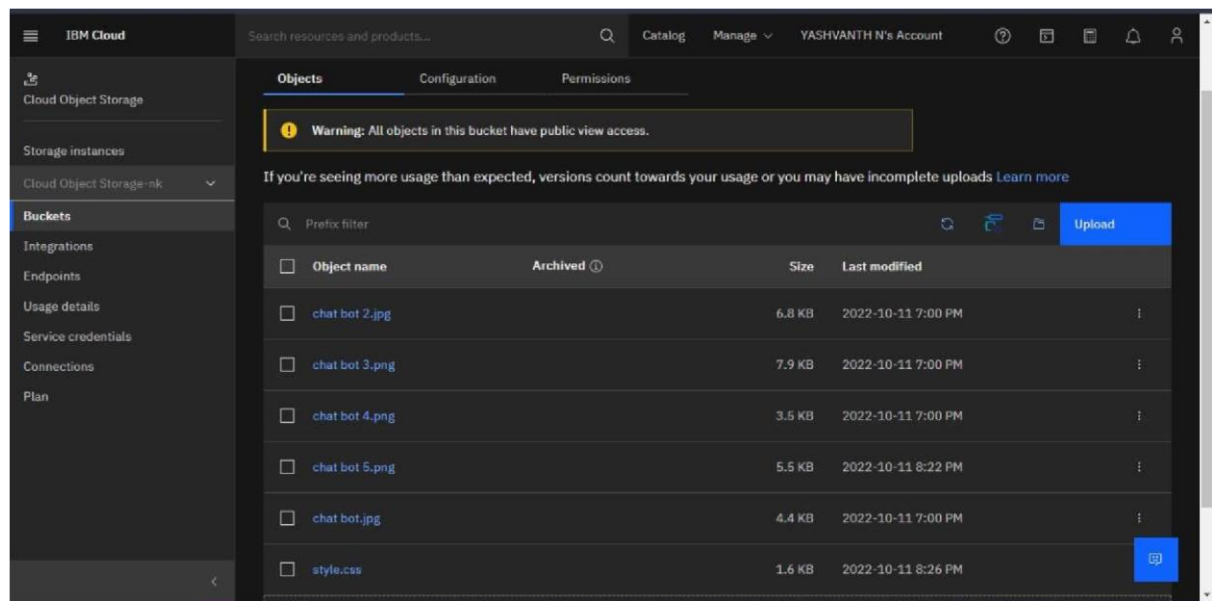 IBM Cloud
Search resources and products...
Catalog
Manage
YASHVANTH N's Account
Cloud Object Storage
Storage instances
Cloud Object Storage-nk
Buckets
Integrations
Endpoints
Usage details
Service credentials
Connections
Plan
Objects
Configuration
Permissions
Warning: All objects in this bucket have public view access.
If you're seeing more usage than expected, versions count towards your usage or you may have incomplete uploads Learn more
Prefix filter
Upload
Object name Archived Size Last modified
chat bot 2.jpg 6.8 KB 2022-10-11 7:00 PM
chat bot 3.png 7.9 KB 2022-10-11 7:00 PM
chat bot 4.png 3.5 KB 2022-10-11 7:00 PM
chat bot 5.png 5.5 KB 2022-10-11 8:22 PM
chat bot.jpg 4.4 KB 2022-10-11 7:00 PM
style.css 1.6 KB 2022-10-11 8:26 PM